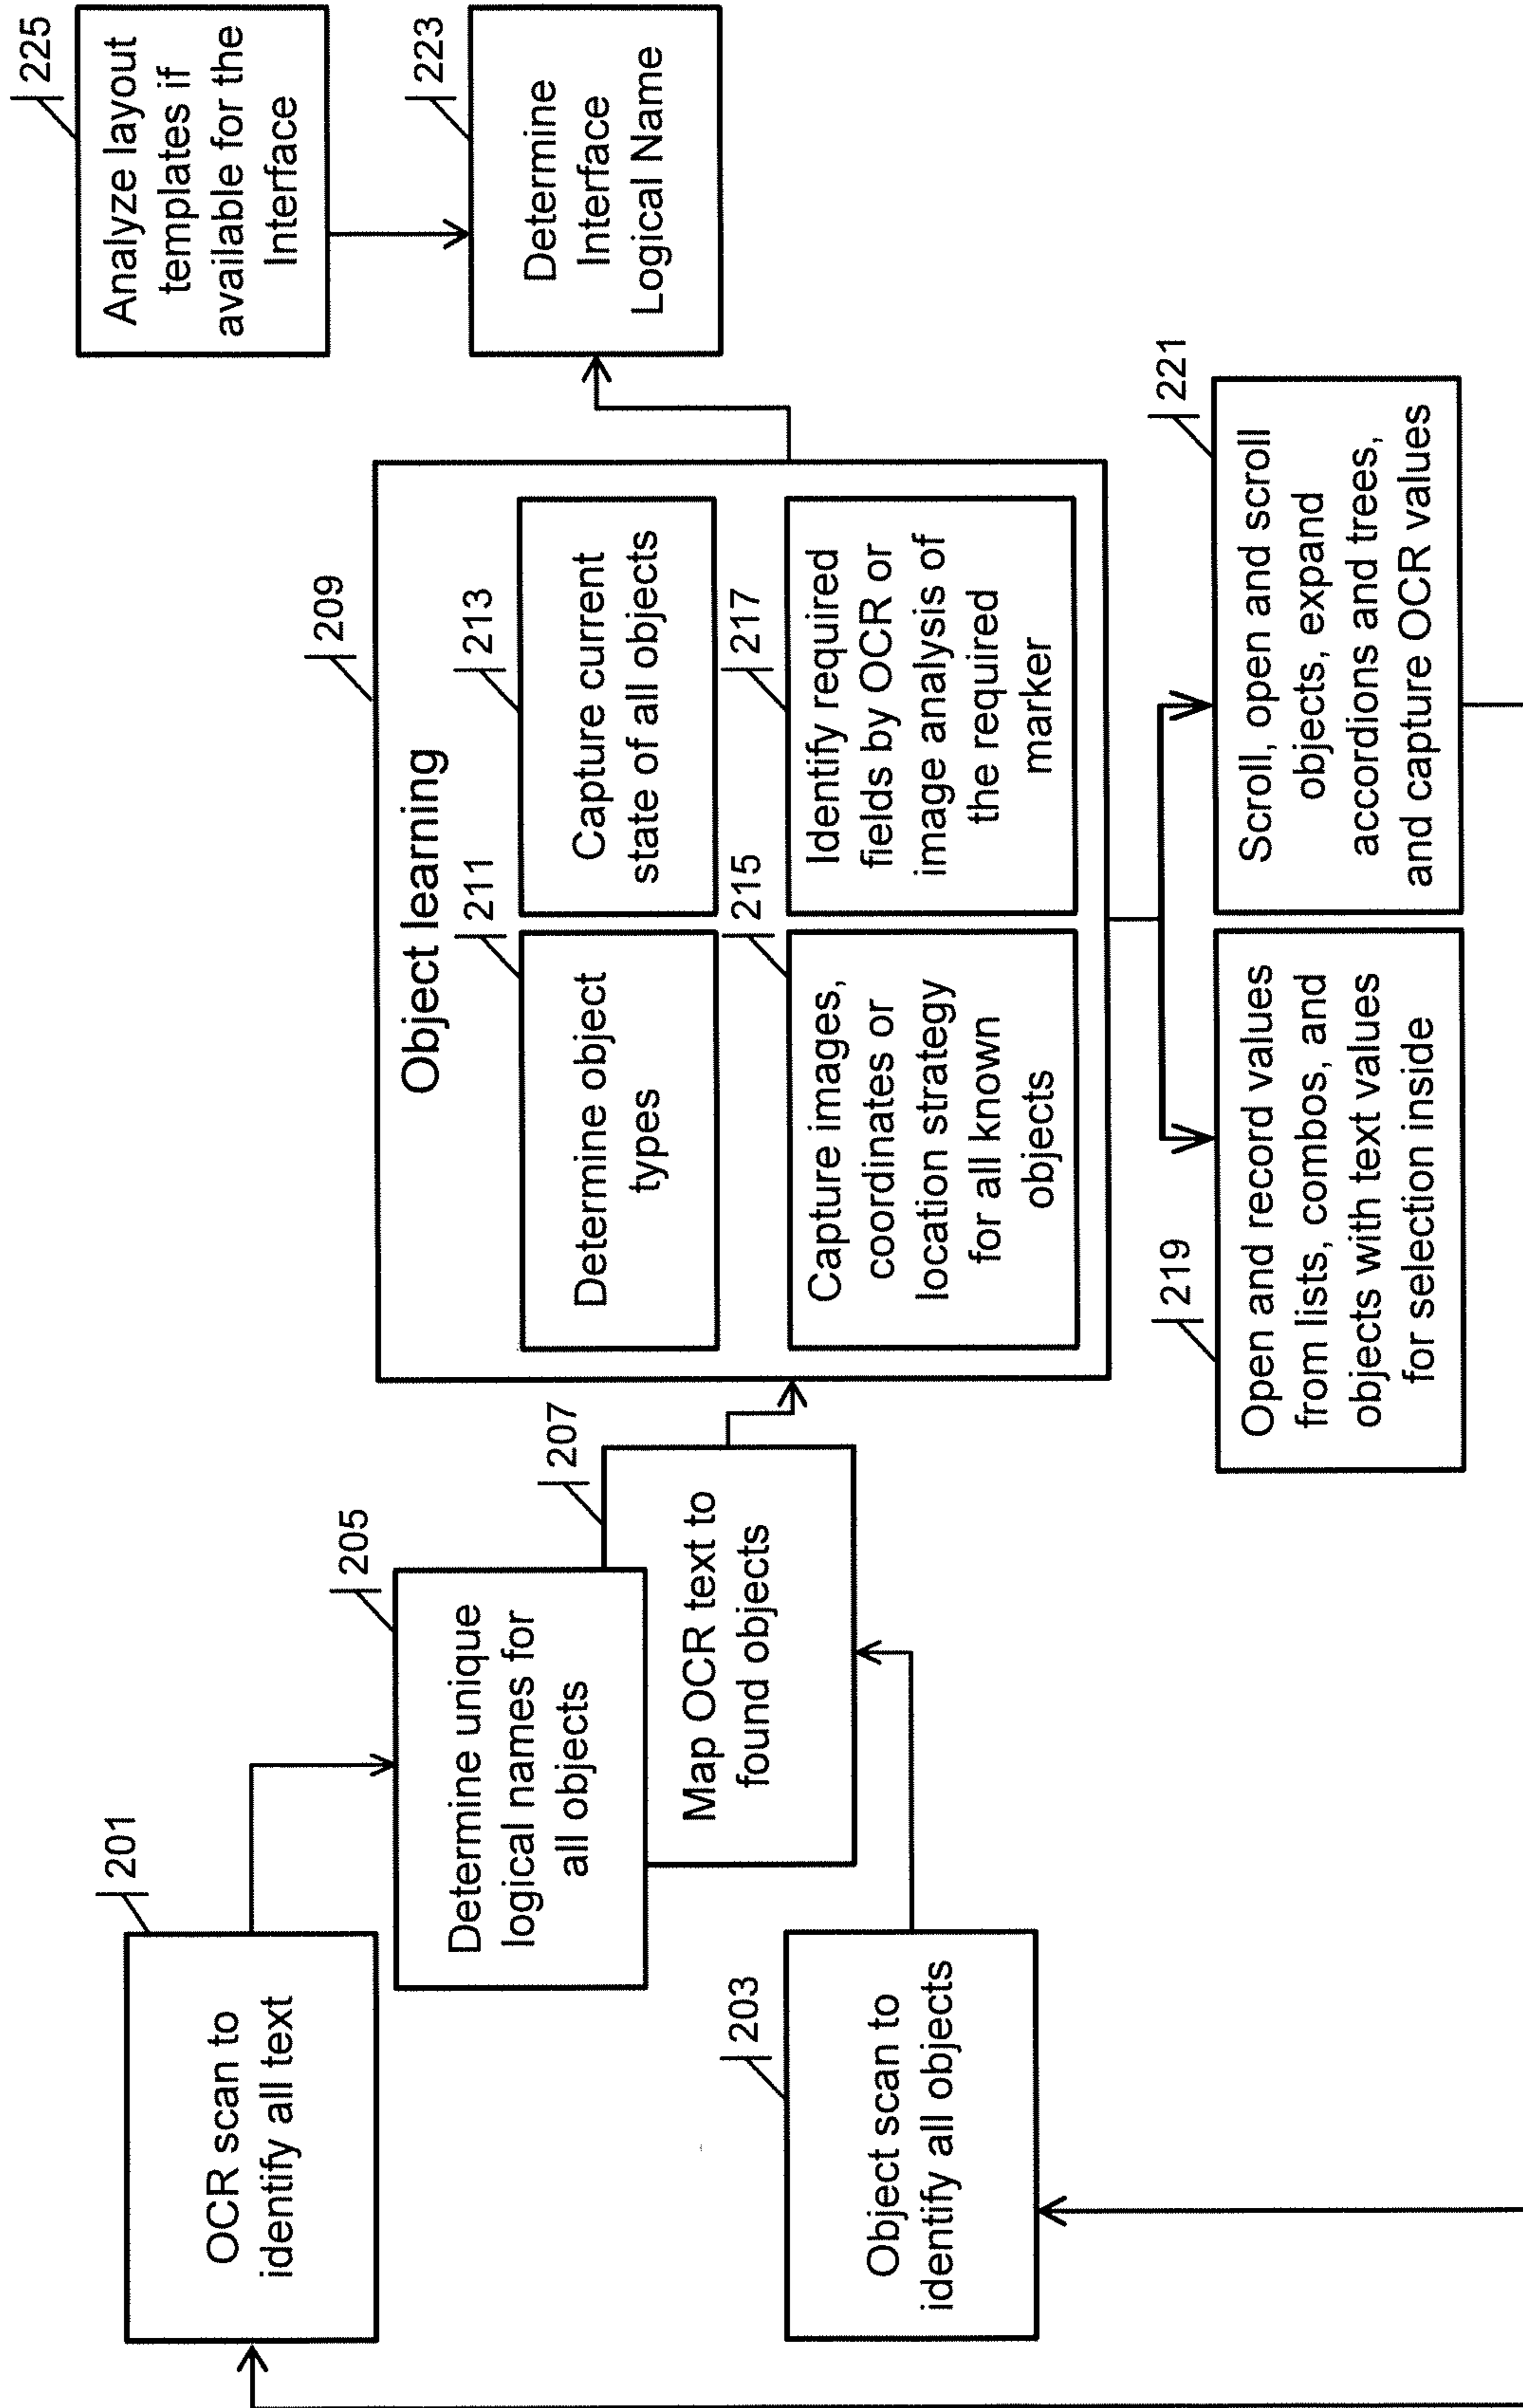 201
OCR scan to
identify all text
203
Object scan to
identify all objects
205
Determine unique
logical names for
all objects
207
Map OCR text to
found objects
209
Object learning
211
Determine object
types
213
Capture current
state of all objects
215
Capture images,
coordinates or
location strategy
for all known
objects
217
Identify required
fields by OCR or
image analysis of
the required
marker
219
Open and record values
from lists, combos, and
objects with text values
for selection inside
221
Scroll, open and scroll
objects, expand
accordions and trees,
and capture OCR values
225
Analyze layout
templates if
available for the
Interface
223
Determine
Interface
Logical Name